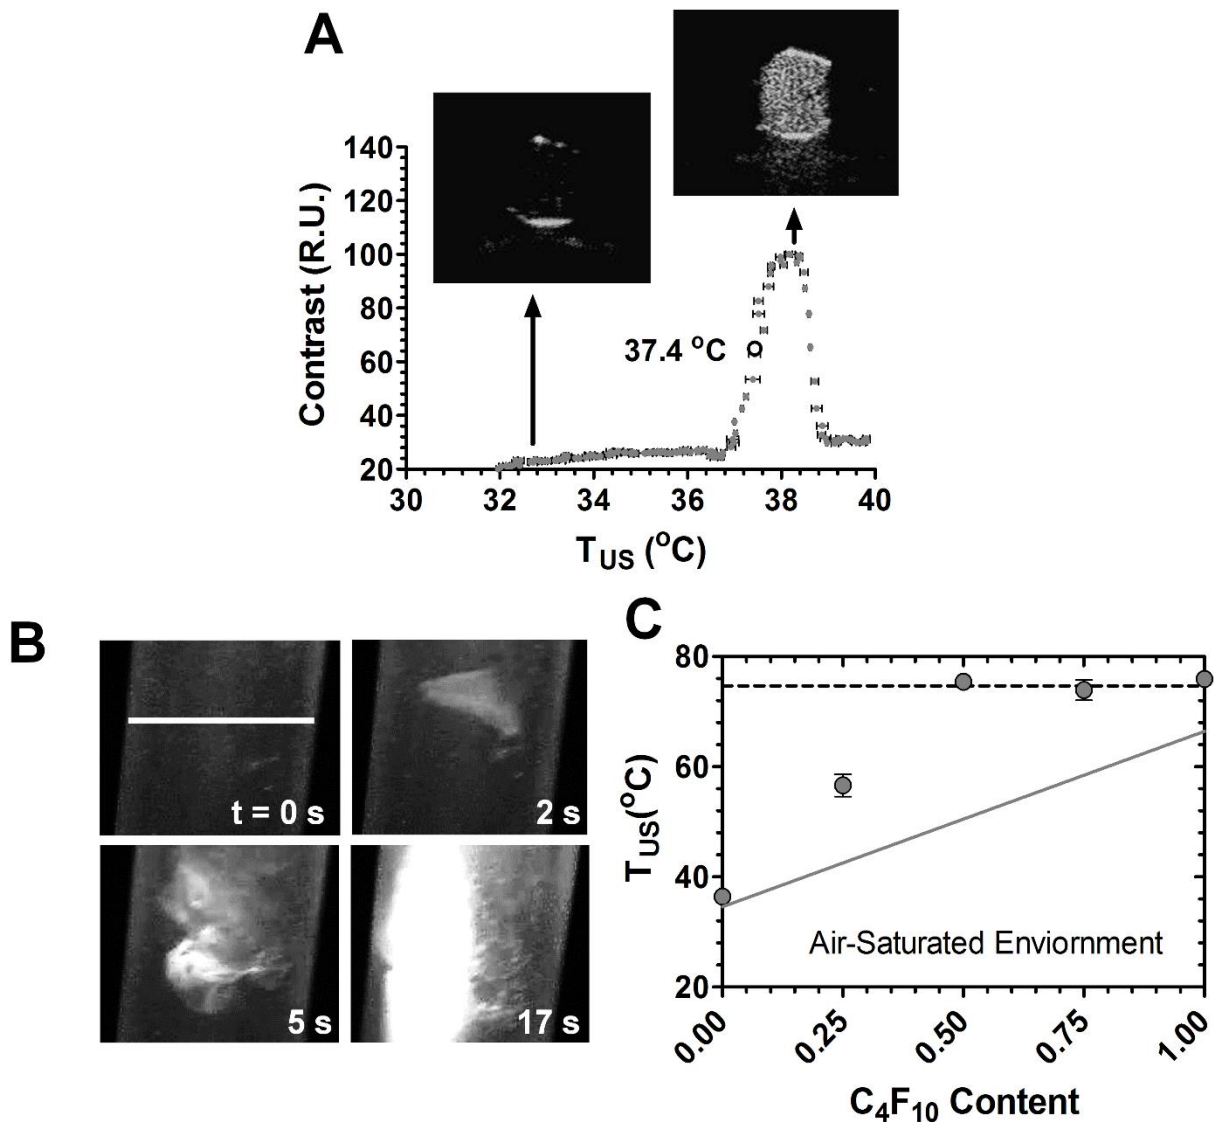 A
140
120
100
80
60
40
20
Contrast (R.U.)
37.4 °C
30 32 34 36 38 40
T_US (°C)
B
t = 0 s
2 s
5 s
17 s
C
80
60
40
20
T_US(°C)
Air-Saturated Enviornment
0.00 0.25 0.50 0.75 1.00
C₄F₁₀ Content